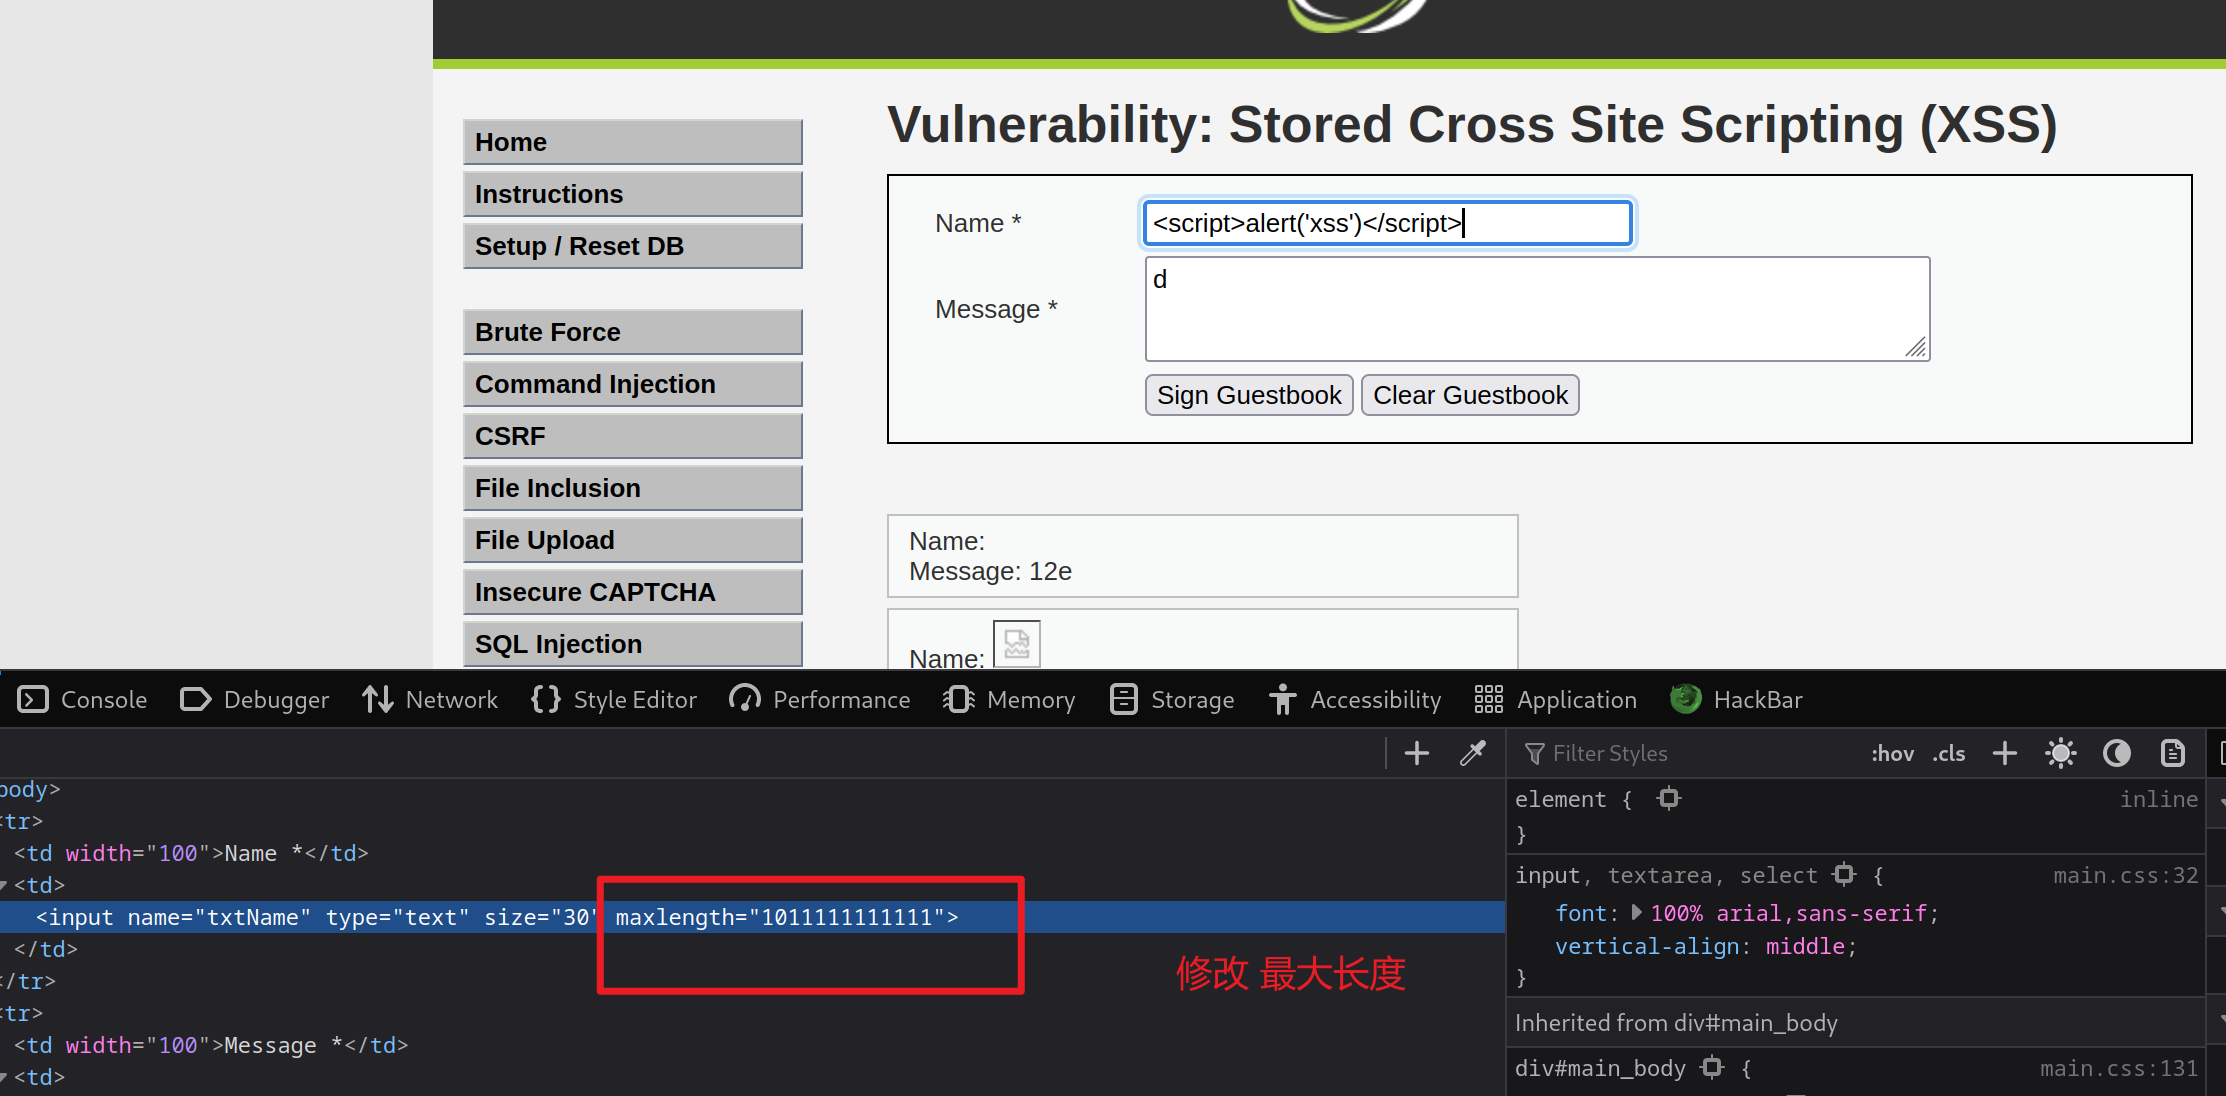 Vulnerability: Stored Cross Site Scripting (XSS)
Home
Instructions
Setup / Reset DB
Brute Force
Command Injection
CSRF
File Inclusion
File Upload
Insecure CAPTCHA
SQL Injection
Name *
<script>alert('xss')</script>
Message *
d
Sign Guestbook Clear Guestbook
Name:
Message: 12e
Name:
Console Debugger Network Style Editor Performance Memory Storage Accessibility Application HackBar
Filter Styles :hov .cls
body>
<tr>
<td width="100">Name *</td>
<td>
<input name="txtName" type="text" size="30" maxlength="1011111111111">
</td>
</tr>
<tr>
<td width="100">Message *</td>
<td>
修改 最大长度
element { inline
}
input, textarea, select { main.css:32
font: 100% arial,sans-serif;
vertical-align: middle;
}
Inherited from div#main_body
div#main_body { main.css:131